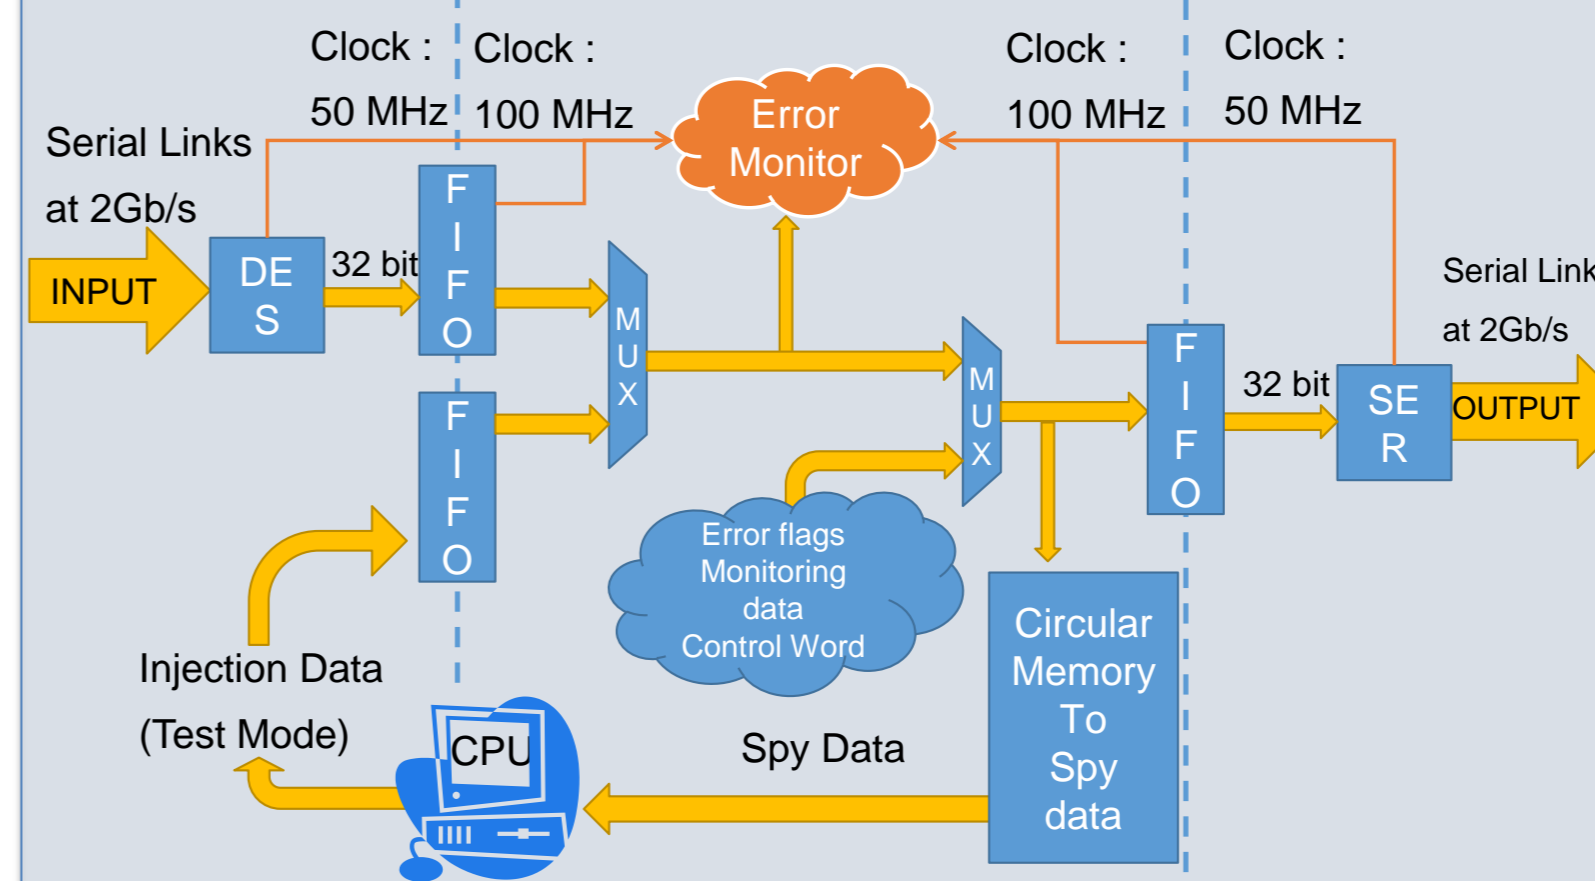 Clock :
50 MHz
Clock :
100 MHz
Clock :
100 MHz
Clock :
50 MHz
Serial Links
at 2Gb/s
INPUT
DE
S
32 bit
F
I
F
O
F
I
F
O
M
U
X
Error
Monitor
M
U
X
Error flags
Monitoring
data
Control Word
F
I
F
O
32 bit
SE
R
Serial Link
at 2Gb/s
OUTPUT
Injection Data
(Test Mode)
CPU
Spy Data
Circular
Memory
To
Spy
data